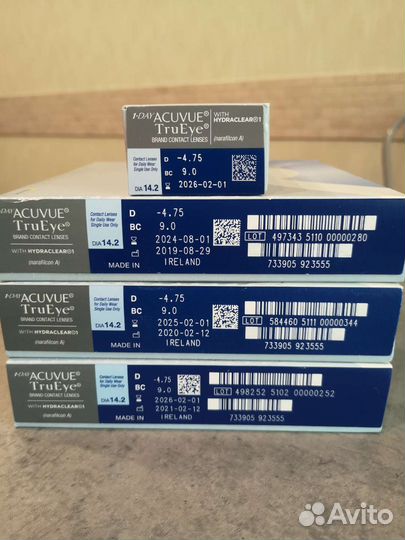 1-DAY ACUVUE®
TruEye®
BRAND CONTACT LENSES
WITH
HYDRACLEAR®1
(narafilcon A)
Contact Lenses
for Daily Wear
Single Use Only
DIA 14.2
D -4.75
BC 9.0
2026-02-01
1-DAY ACUVUE®
TruEye®
BRAND CONTACT LENSES
WITH HYDRACLEAR®1
(narafilcon A)
Contact Lenses
for Daily Wear
Single Use Only
DIA 14.2
D -4.75
BC 9.0
2024-08-01
2019-08-29
MADE IN IRELAND
LOT 497343 5110 00000280
733905 923555
1-DAY ACUVUE®
TruEye®
BRAND CONTACT LENSES
WITH HYDRACLEAR®1
(narafilcon A)
Contact Lenses
for Daily Wear
Single Use Only
DIA 14.2
D -4.75
BC 9.0
2025-02-01
2020-02-12
MADE IN IRELAND
LOT 584460 5111 00000344
733905 923555
1-DAY ACUVUE®
TruEye®
BRAND CONTACT LENSES
WITH HYDRACLEAR®1
(narafilcon A)
Contact Lenses
for Daily Wear
Single Use Only
DIA 14.2
D -4.75
BC 9.0
2026-02-01
2021-02-12
MADE IN IRELAND
LOT 498252 5102 00000252
733905 923555
Avito